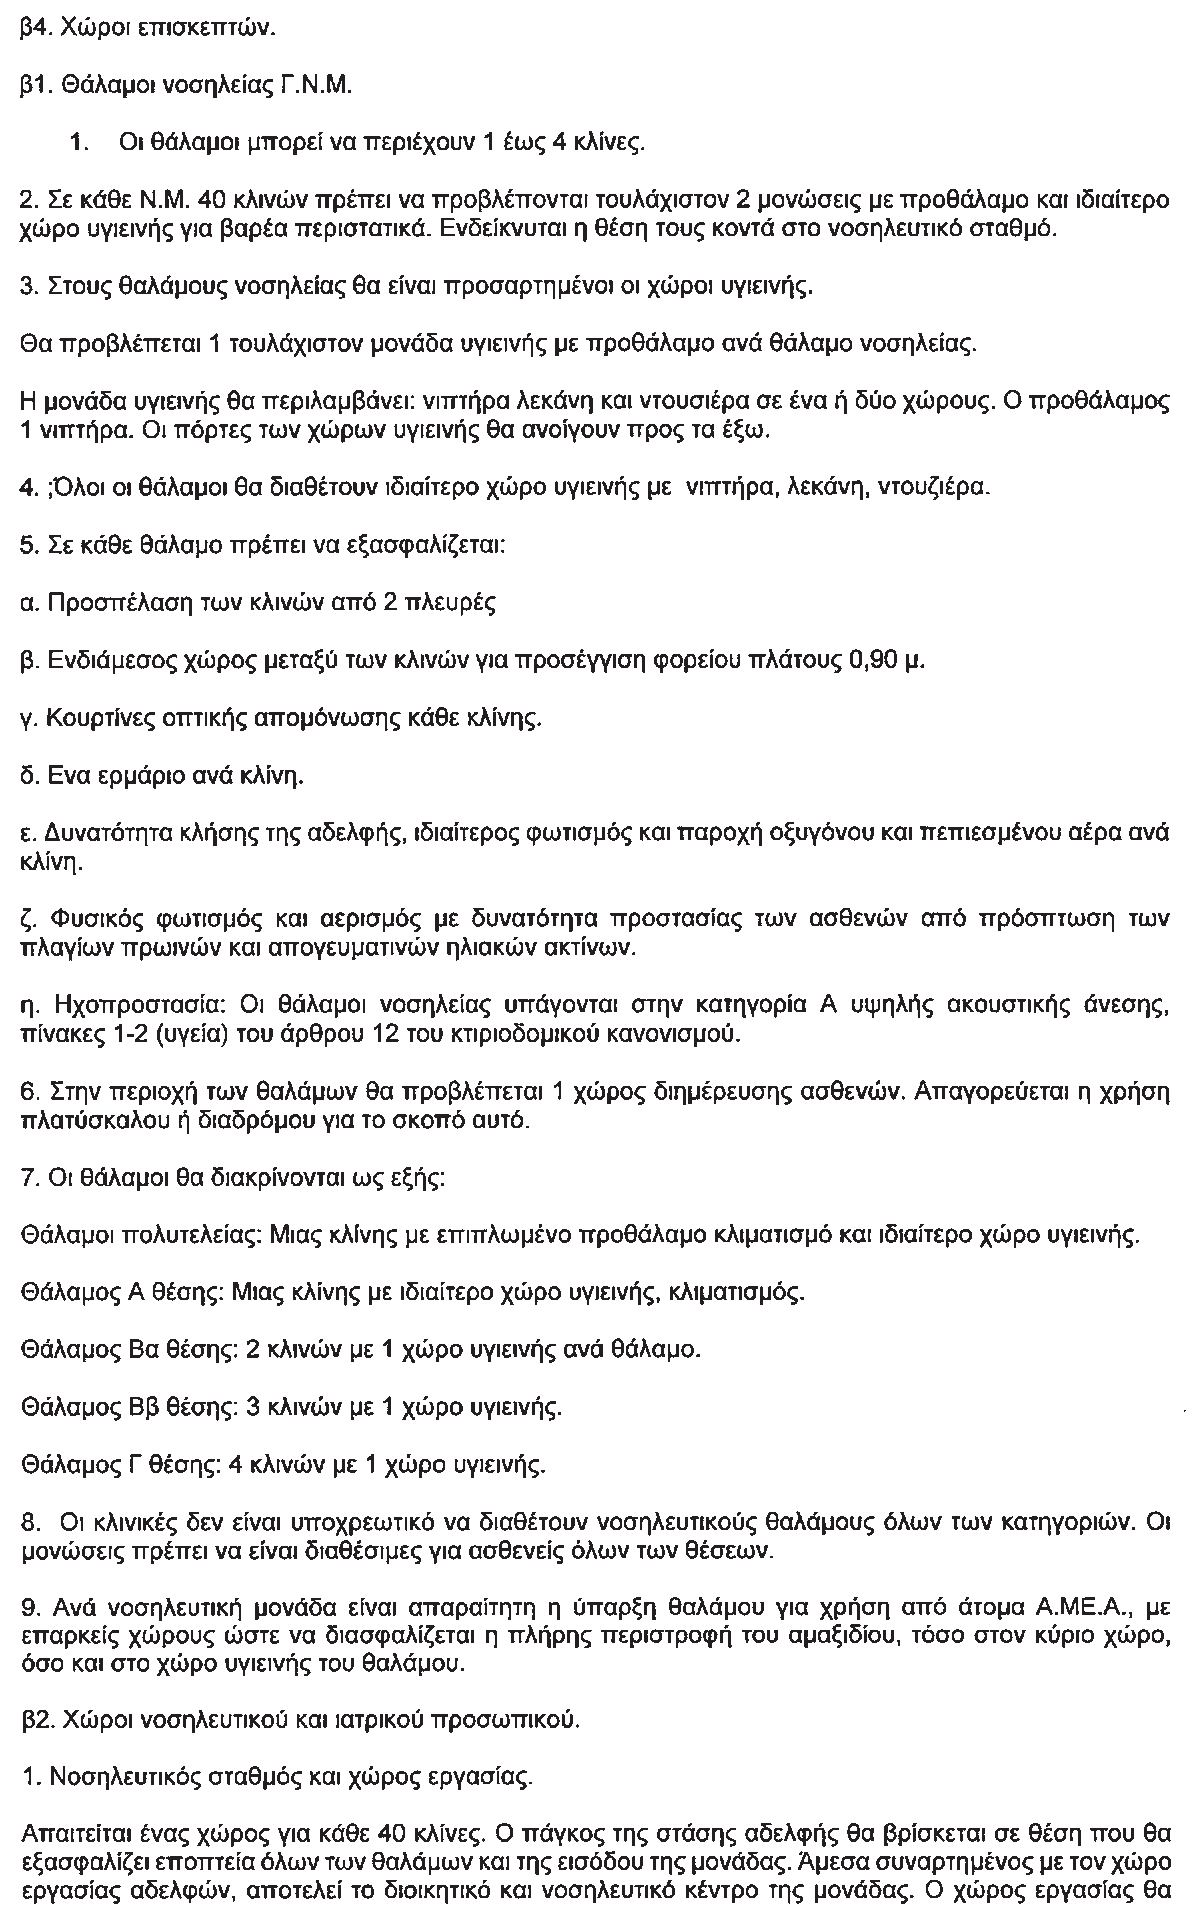 β4. Χώροι επισκεπτών.
β1. Θάλαμοι νοσηλείας Γ.Ν.Μ.
1. Οι θάλαμοι μπορεί να περιέχουν 1 έως 4 κλίνες.
2. Σε κάθε Ν.Μ. 40 κλινών πρέπει να προβλέπονται τουλάχιστον 2 μονώσεις με προθάλαμο και ιδιαίτερο
χώρο υγιεινής για βαρέα περιστατικά. Ενδείκνυται η θέση τους κοντά στο νοσηλευτικό σταθμό.
3. Στους θαλάμους νοσηλείας θα είναι προσαρτημένοι οι χώροι υγιεινής.
Θα προβλέπεται 1 τουλάχιστον μονάδα υγιεινής με προθάλαμο ανά θάλαμο νοσηλείας.
Η μονάδα υγιεινής θα περιλαμβάνει: νιπτήρα λεκάνη και ντουσιέρα σε ένα ή δύο χώρους. Ο προθάλαμος
1 νιπτήρα. Οι πόρτες των χώρων υγιεινής θα ανοίγουν προς τα έξω.
4. ;Όλοι οι θάλαμοι θα διαθέτουν ιδιαίτερο χώρο υγιεινής με νιπτήρα, λεκάνη, ντουζιέρα.
5. Σε κάθε θάλαμο πρέπει να εξασφαλίζεται:
α. Προσπέλαση των κλινών από 2 πλευρές
β. Ενδιάμεσος χώρος μεταξύ των κλινών για προσέγγιση φορείου πλάτους 0,90 μ.
γ. Κουρτίνες οπτικής απομόνωσης κάθε κλίνης.
δ. Ενα ερμάριο ανά κλίνη.
ε. Δυνατότητα κλήσης της αδελφής, ιδιαίτερος φωτισμός και παροχή οξυγόνου και πεπιεσμένου αέρα ανά
κλίνη.
ζ. Φυσικός φωτισμός και αερισμός με δυνατότητα προστασίας των ασθενών από πρόσπτωση των
πλαγίων πρωινών και απογευματινών ηλιακών ακτίνων.
η. Ηχοπροστασία: Οι θάλαμοι νοσηλείας υπάγονται στην κατηγορία Α υψηλής ακουστικής άνεσης,
πίνακες 1-2 (υγεία) του άρθρου 12 του κτιριοδομικού κανονισμού.
6. Στην περιοχή των θαλάμων θα προβλέπεται 1 χώρος διημέρευσης ασθενών. Απαγορεύεται η χρήση
πλατύσκαλου ή διαδρόμου για το σκοπό αυτό.
7. Οι θάλαμοι θα διακρίνονται ως εξής:
Θάλαμοι πολυτελείας: Μιας κλίνης με επιπλωμένο προθάλαμο κλιματισμό και ιδιαίτερο χώρο υγιεινής.
Θάλαμος Α θέσης: Μιας κλίνης με ιδιαίτερο χώρο υγιεινής, κλιματισμός.
Θάλαμος Βα θέσης: 2 κλινών με 1 χώρο υγιεινής ανά θάλαμο.
Θάλαμος Ββ θέσης: 3 κλινών με 1 χώρο υγιεινής.
Θάλαμος Γ θέσης: 4 κλινών με 1 χώρο υγιεινής.
8. Οι κλινικές δεν είναι υποχρεωτικό να διαθέτουν νοσηλευτικούς θαλάμους όλων των κατηγοριών. Οι
μονώσεις πρέπει να είναι διαθέσιμες για ασθενείς όλων των θέσεων.
9. Ανά νοσηλευτική μονάδα είναι απαραίτητη η ύπαρξη θαλάμου για χρήση από άτομα Α.ΜΕ.Α., με
επαρκείς χώρους ώστε να διασφαλίζεται η πλήρης περιστροφή του αμαξιδίου, τόσο στον κύριο χώρο,
όσο και στο χώρο υγιεινής του θαλάμου.
β2. Χώροι νοσηλευτικού και ιατρικού προσωπικού.
1. Νοσηλευτικός σταθμός και χώρος εργασίας.
Απαιτείται ένας χώρος για κάθε 40 κλίνες. Ο πάγκος της στάσης αδελφής θα βρίσκεται σε θέση που θα
εξασφαλίζει εποπτεία όλων των θαλάμων και της εισόδου της μονάδας. Άμεσα συναρτημένος με τον χώρο
εργασίας αδελφών, αποτελεί το διοικητικό και νοσηλευτικό κέντρο της μονάδας. Ο χώρος εργασίας θα